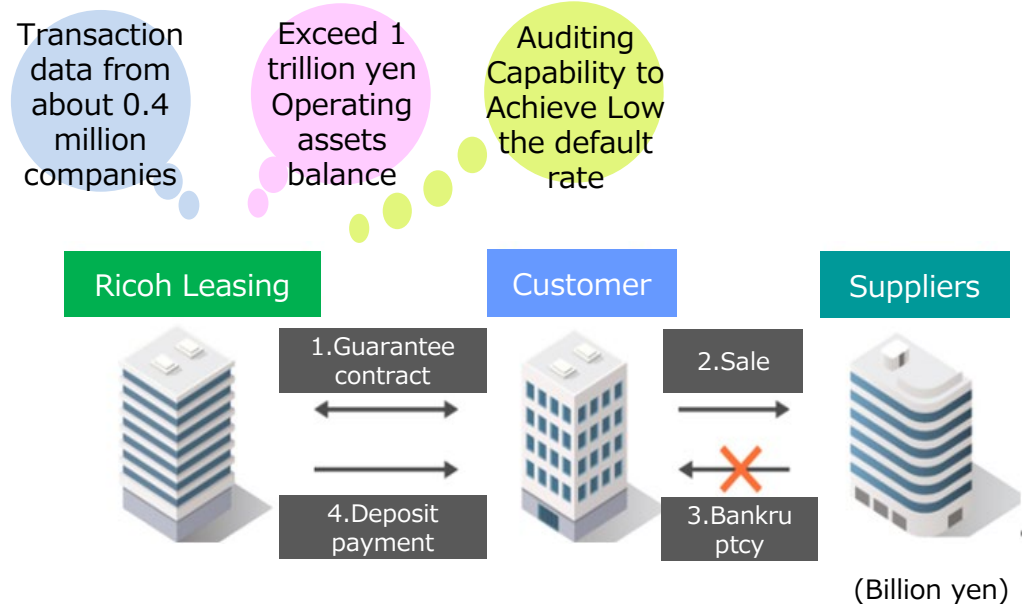 Transaction
data from
about 0.4
million
companies
Exceed 1
trillion yen
Operating
assets
balance
Auditing
Capability to
Achieve Low
the default
rate
Ricoh Leasing
Customer
Suppliers
1.Guarantee
contract
2.Sale
4.Deposit
payment
3.Bankru
ptcy
(Billion yen)